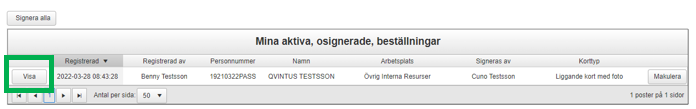 Signera alla
Mina aktiva, osignerade, beställningar
Registrerad ▼ Registrerad av Personnummer Namn Arbetsplats Signeras av Korttyp
Visa 2022-03-28 08:43:28 Benny Testsson 19210322PASS QVINTUS TESTSSON Övrig Interna Resurser Cuno Testsson Liggande kort med foto Makulera
1 Antal per sida: 50 ▼ 1 poster på 1 sidor